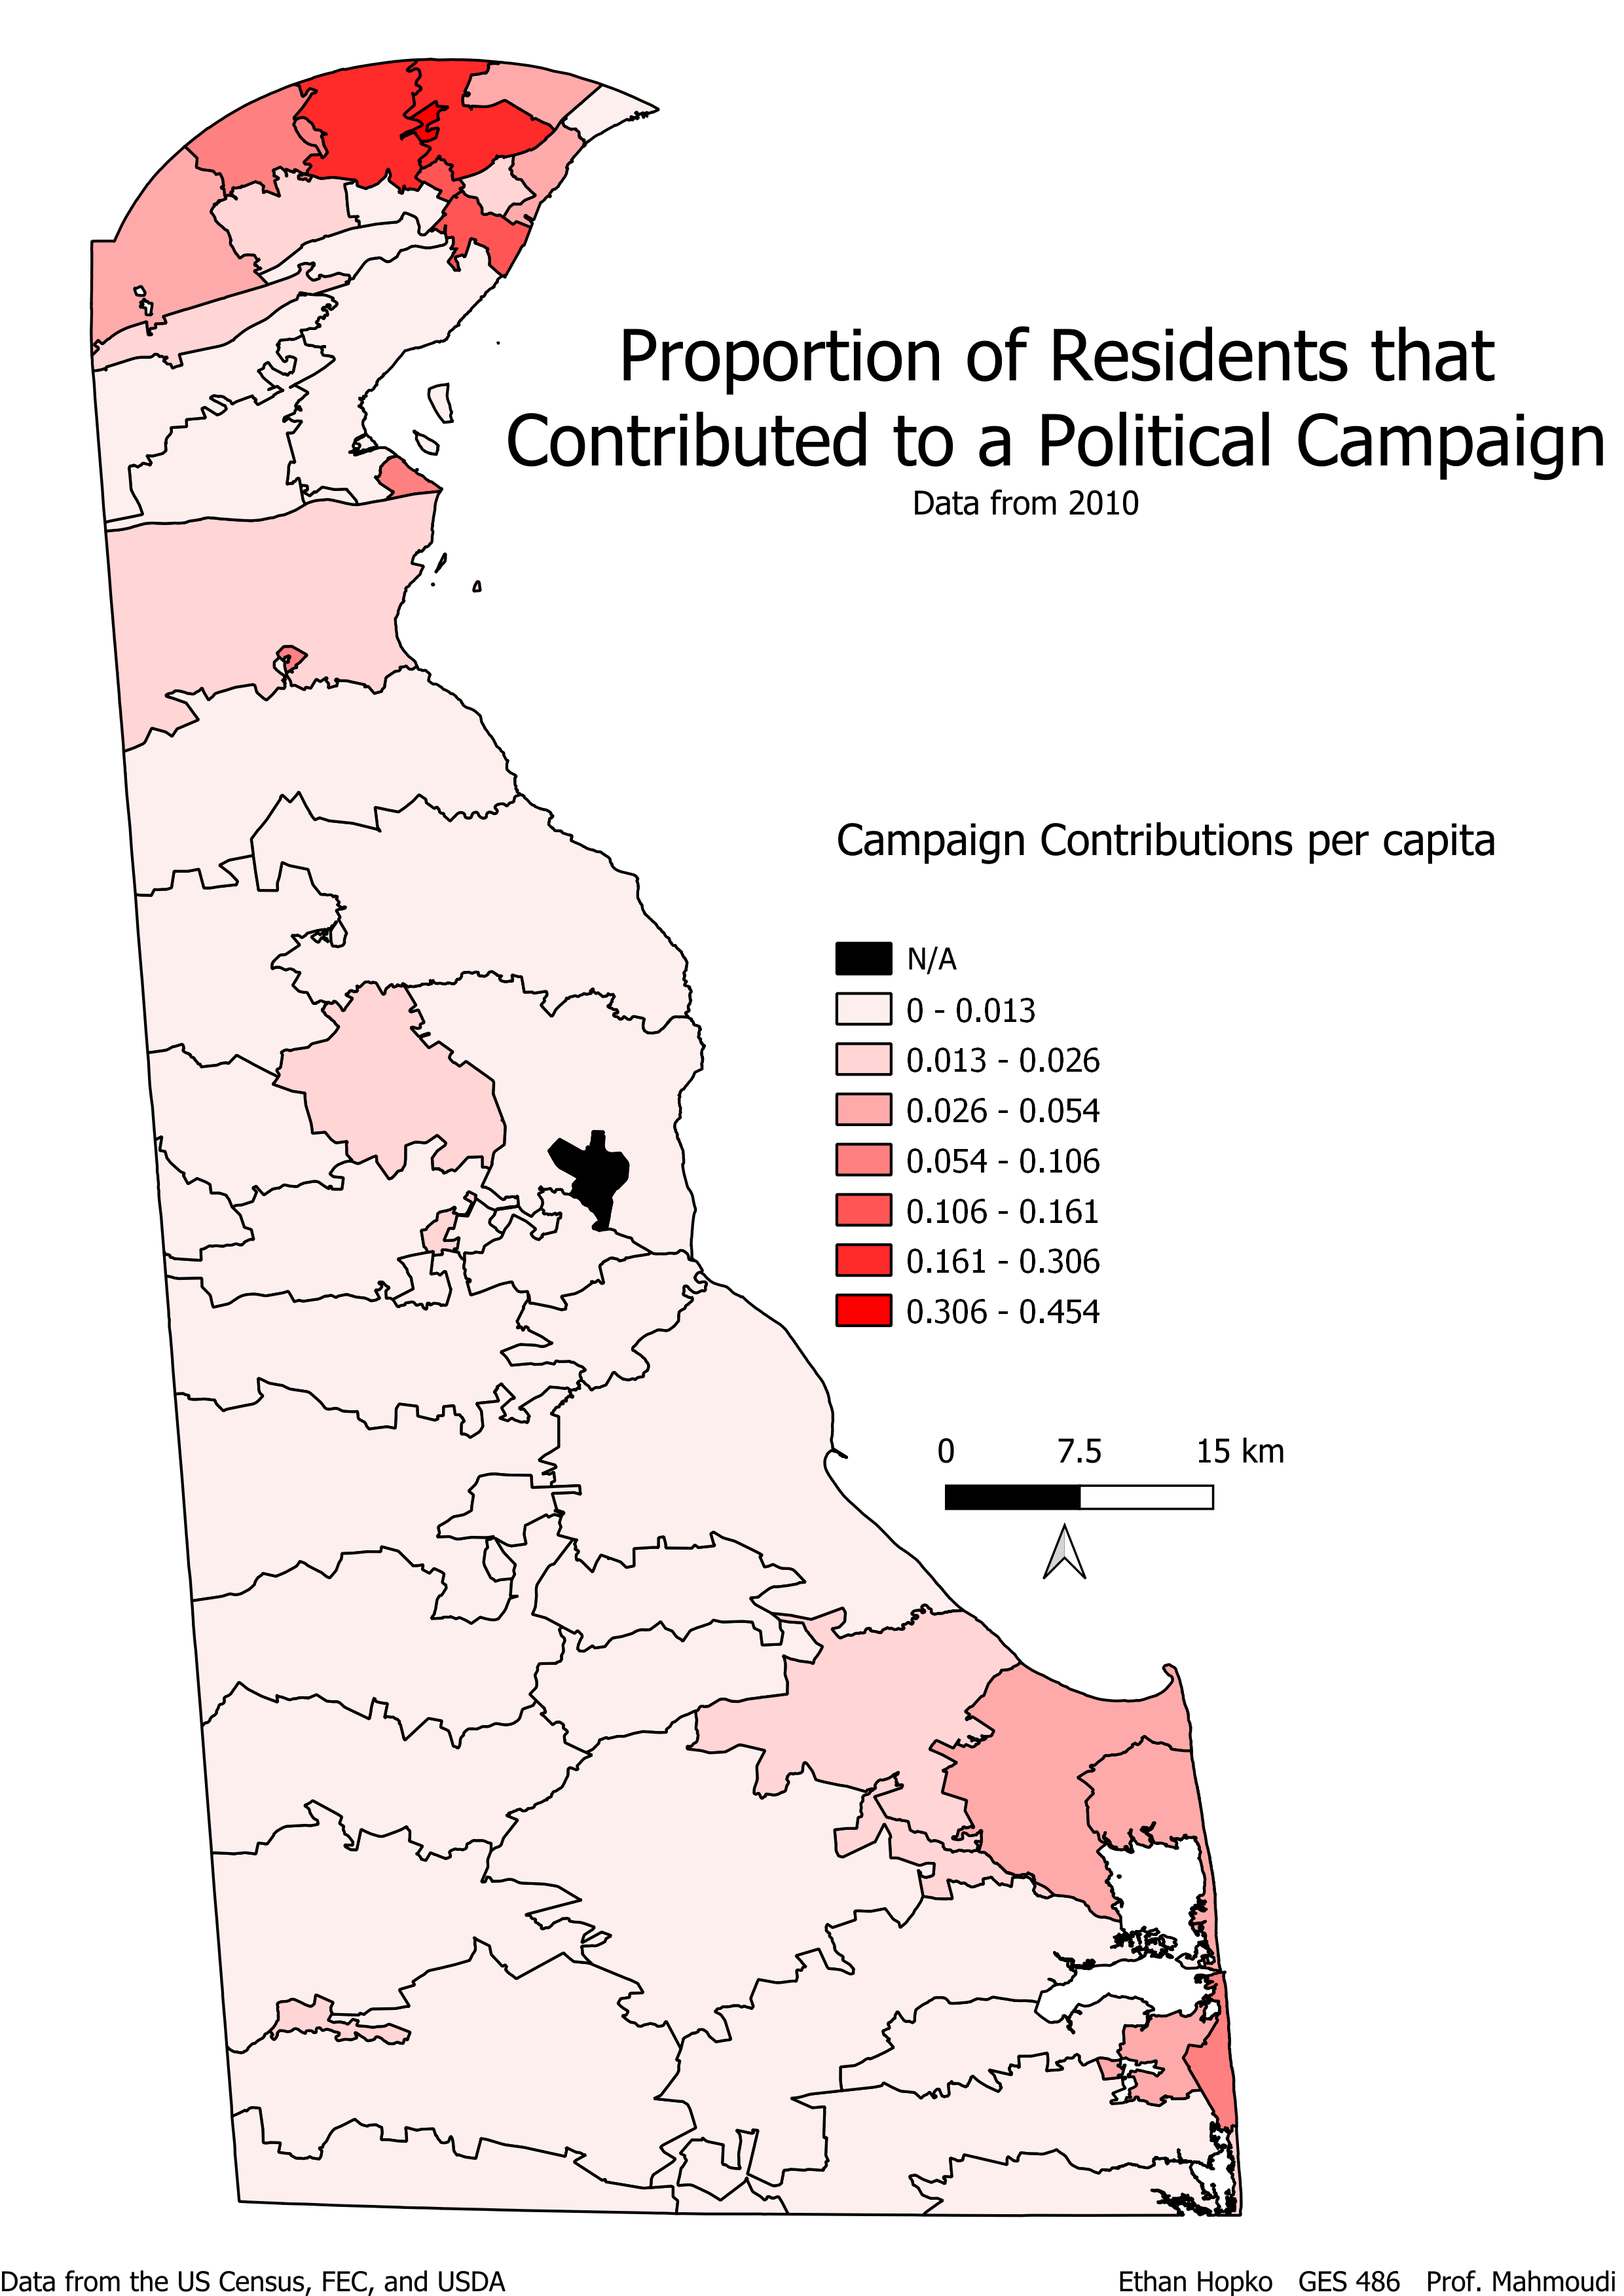 Proportion of Residents that
Contributed to a Political Campaign
Data from 2010
Campaign Contributions per capita
N/A
0 - 0.013
0.013 - 0.026
0.026 - 0.054
0.054 - 0.106
0.106 - 0.161
0.161 - 0.306
0.306 - 0.454
0 7.5 15 km
Data from the US Census, FEC, and USDA
Ethan Hopko GES 486 Prof. Mahmoudi